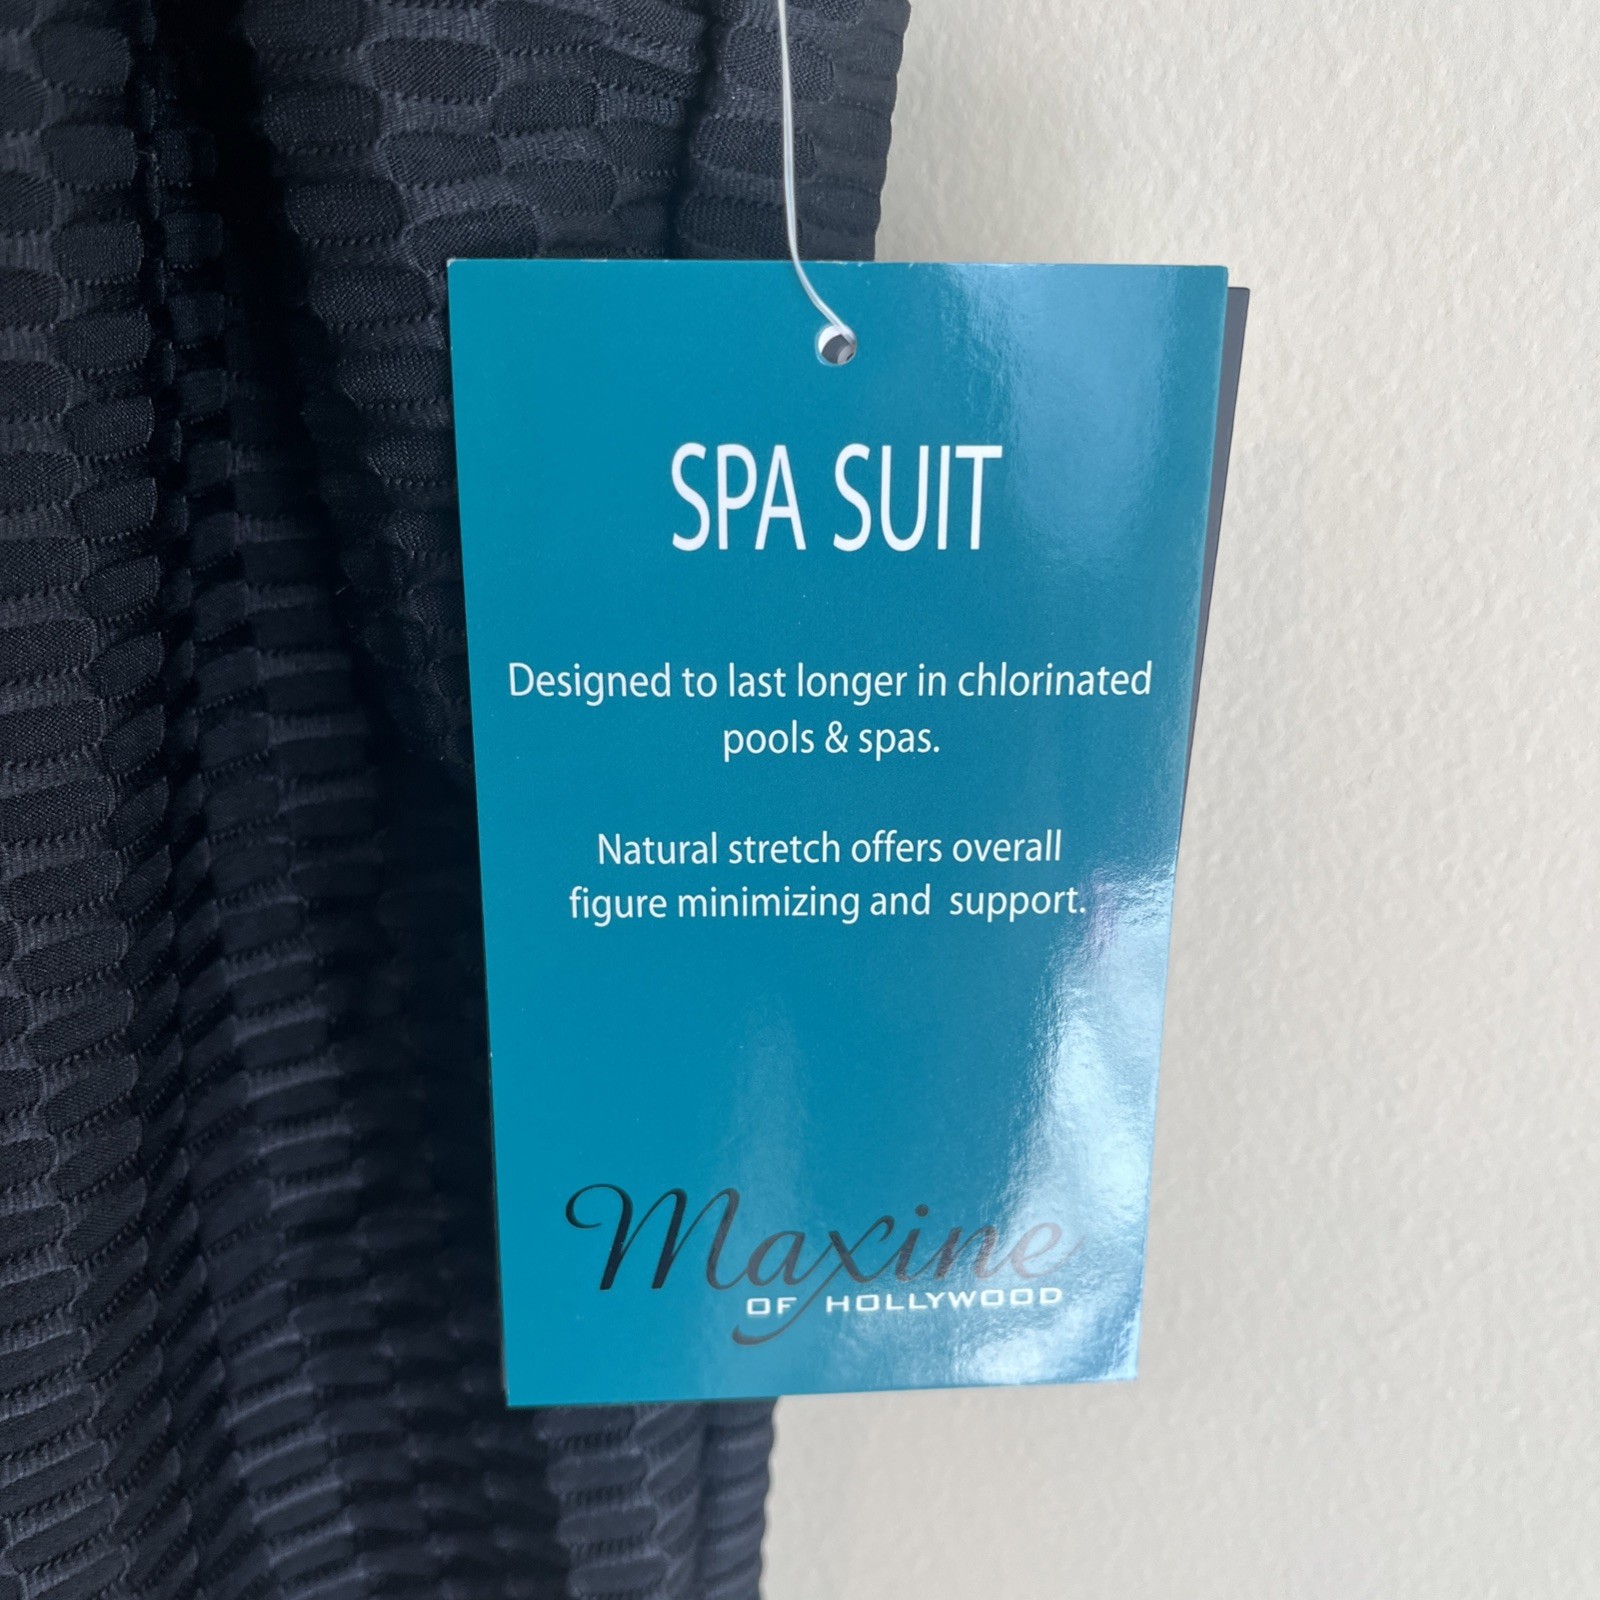 SPA SUIT
Designed to last longer in chlorinated
pools & spas.
Natural stretch offers overall
figure minimizing and  support.
Maxine
OF HOLLYWOOD